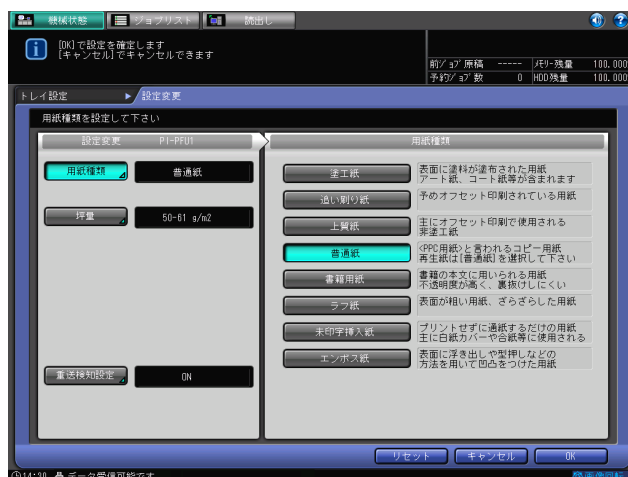 機械状態 ジョブリスト 読出し
[OK]で設定を確定します
[キャンセル]でキャンセルできます
前ジョブ原稿 ----- メモリー残量 100.000
予約ジョブ数 0 HDD残量 100.000
トレイ設定 ▶ 設定変更
用紙種類を設定して下さい
設定変更 PI-PFU1
用紙種類
用紙種類 普通紙
坪量 50-61 g/m2
重送検知設定 ON
塗工紙 表面に塗料が塗布された用紙
アート紙、コート紙等が含まれます
追い刷り紙 予めオフセット印刷されている用紙
上質紙 主にオフセット印刷で使用される
非塗工紙
普通紙 <PPC用紙>と言われるコピー用紙
再生紙は[普通紙]を選択して下さい
書籍用紙 書籍の本文に用いられる用紙
不透明度が高く、裏抜けしにくい
ラフ紙 表面が粗い用紙、ざらざらした用紙
未印字挿入紙 プリントせずに通紙するだけの用紙
主に白紙カバーや合紙等に使用される
エンボス紙 表面に浮き出しや型押しなどの
方法を用いて凹凸をつけた用紙
リセット キャンセル OK
14:30 データ受信可能です 画像回転